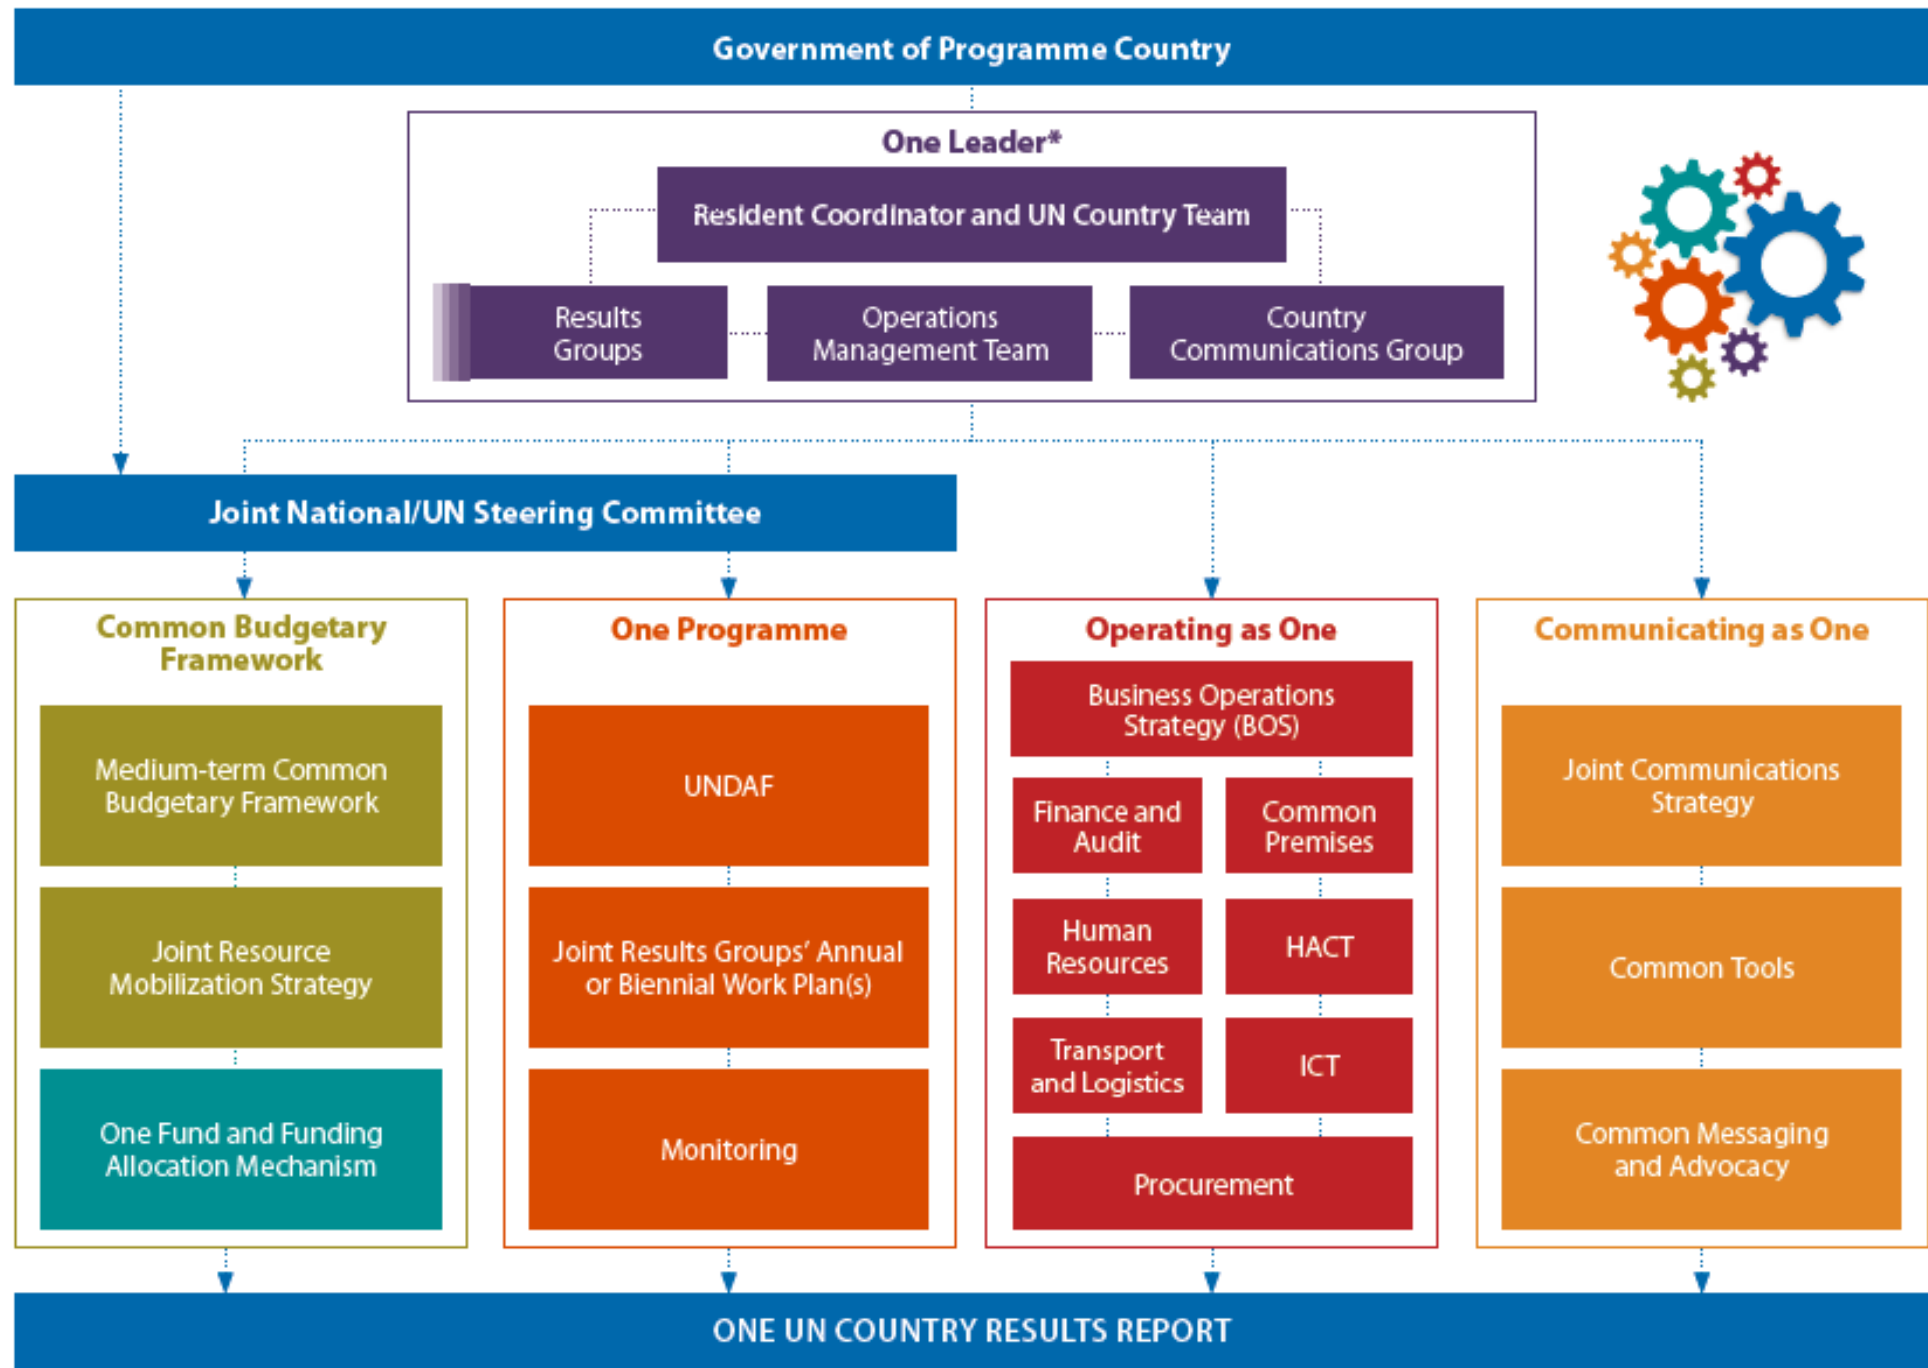 Government of Programme Country
One Leader*
Resident Coordinator and UN Country Team
Results
Groups
Operations
Management Team
Country
Communications Group
Joint National/UN Steering Committee
Common Budgetary
Framework
Medium-term Common
Budgetary Framework
Joint Resource
Mobilization Strategy
One Fund and Funding
Allocation Mechanism
One Programme
UNDAF
Joint Results Groups’ Annual
or Biennial Work Plan(s)
Monitoring
Operating as One
Business Operations
Strategy (BOS)
Finance and
Audit
Common
Premises
Human
Resources
HACT
Transport
and Logistics
ICT
Procurement
Communicating as One
Joint Communications
Strategy
Common Tools
Common Messaging
and Advocacy
ONE UN COUNTRY RESULTS REPORT